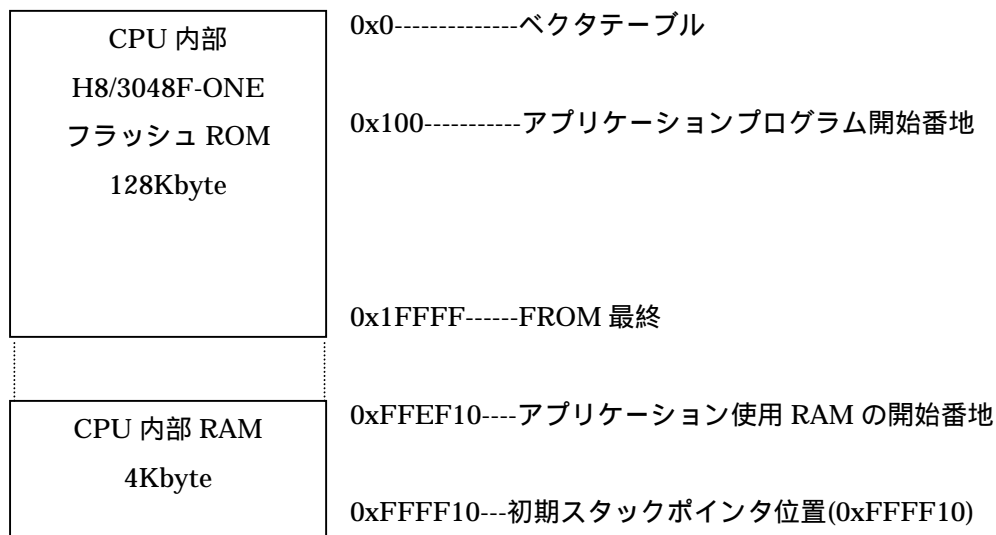 CPU 内部
H8/3048F-ONE
フラッシュ ROM
128Kbyte
0x0--------------ベクタテーブル
0x100-----------アプリケーションプログラム開始番地
0x1FFFF------FROM 最終
CPU 内部 RAM
4Kbyte
0xFFEF10----アプリケーション使用 RAM の開始番地
0xFFFF10---初期スタックポインタ位置(0xFFFF10)